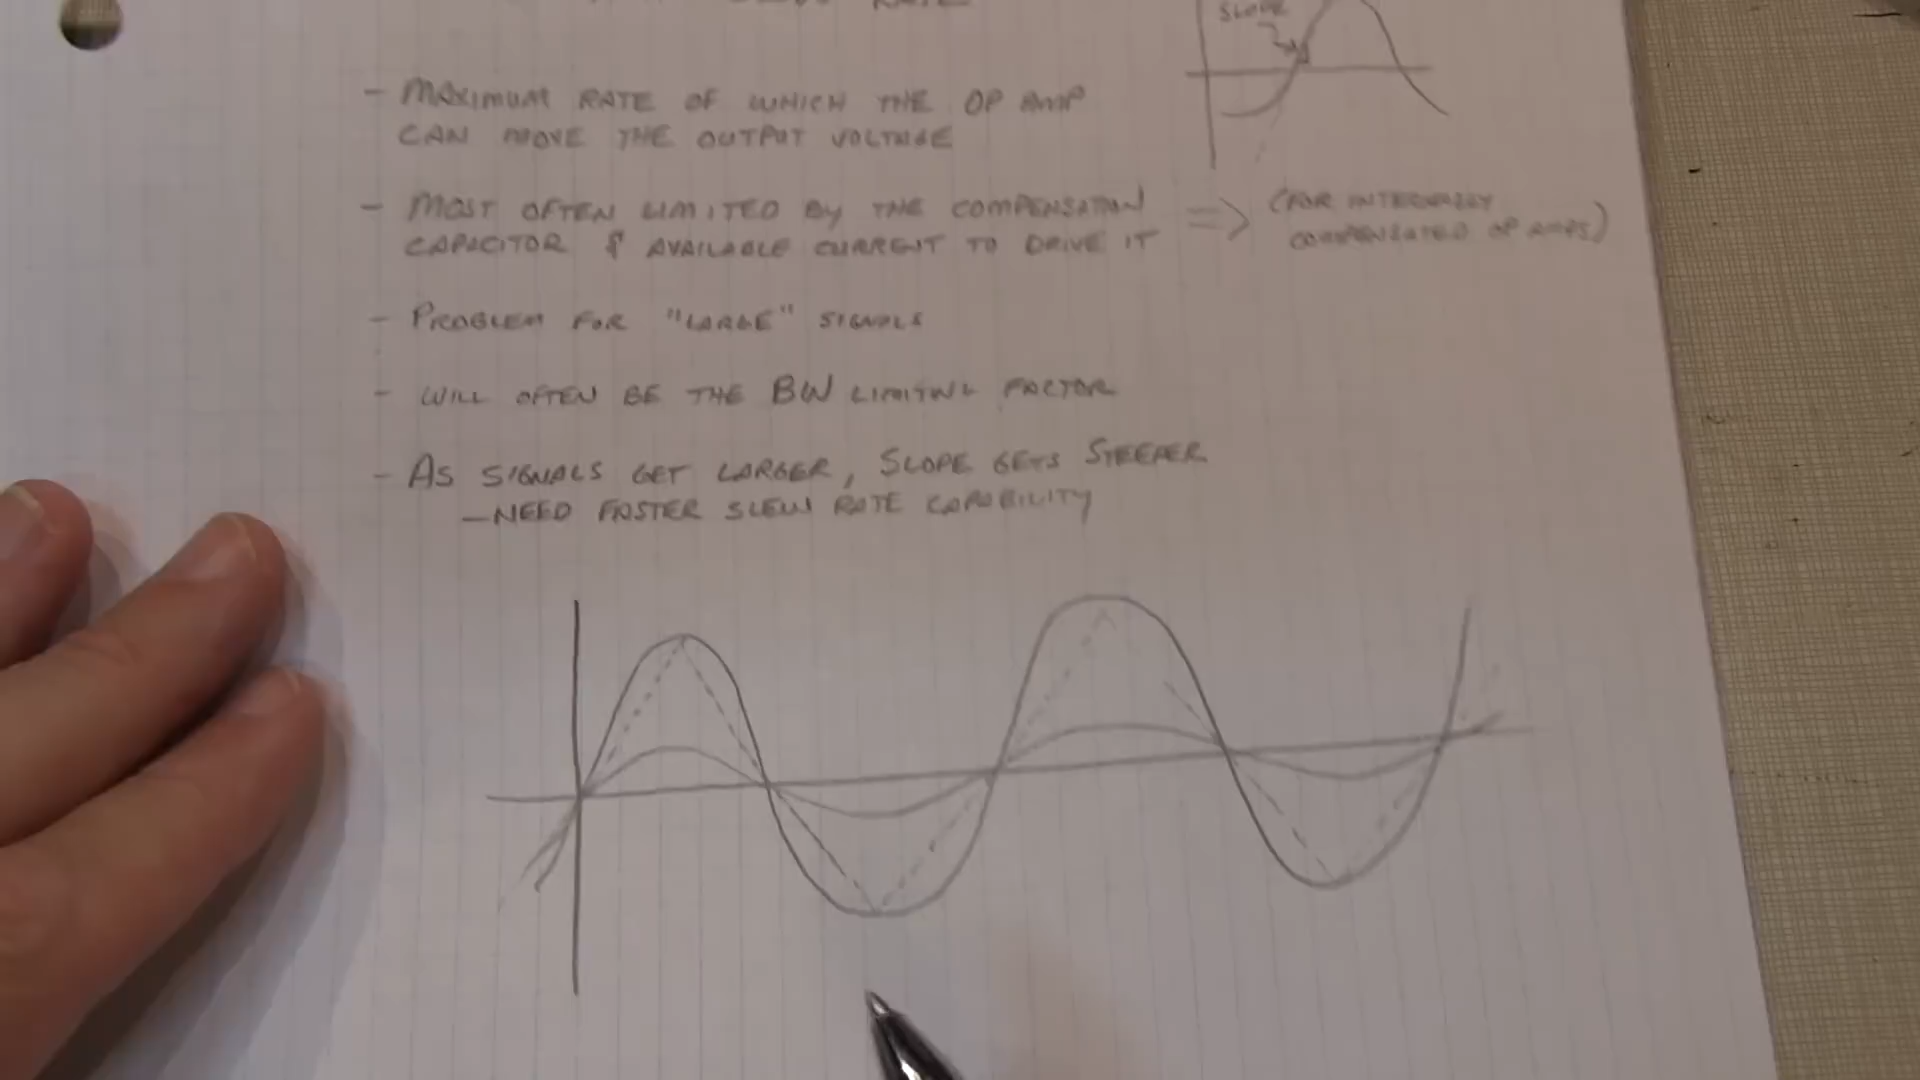 SLEW RATE
SLOPE
- MAXIMUM RATE OF WHICH THE OP AMP
CAN MOVE THE OUTPUT VOLTAGE
- MOST OFTEN LIMITED BY THE COMPENSATION
CAPACITOR & AVAILABLE CURRENT TO DRIVE IT
=> (FOR INTERNALLY
COMPENSATED OP AMPS)
- PROBLEM FOR "LARGE" SIGNALS
- WILL OFTEN BE THE BW LIMITING FACTOR
- AS SIGNALS GET LARGER, SLOPE GETS STEEPER
- NEED FASTER SLEW RATE CAPABILITY